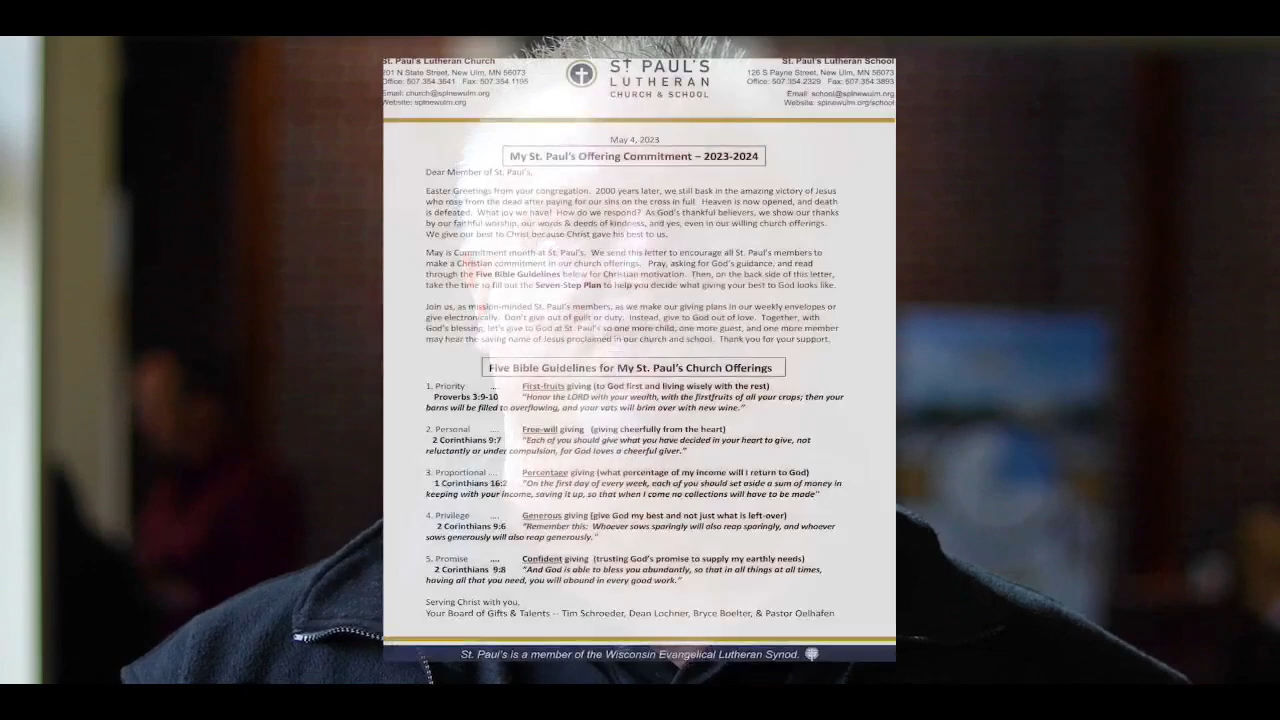 St. Paul's Lutheran Church
201 N State Street, New Ulm, MN 56073
Office: 507.354.3641 Fax: 507.354.1195
Email: church@splnewulm.org
Website: splnewulm.org
ST PAUL'S
LUTHERAN
CHURCH & SCHOOL
St. Paul's Lutheran School
126 S Payne Street, New Ulm, MN 56073
Office: 507.354.2329 Fax: 507.354.3893
Email: school@splnewulm.org
Website: splnewulm.org/school
May 4, 2023
My St. Paul's Offering Commitment – 2023-2024
Dear Member of St. Paul's,
Easter Greetings from your congregation. 2000 years later, we still bask in the amazing victory of Jesus
who rose from the dead after paying for our sins on the cross in full. Heaven is now opened, and death
is defeated. What joy we have! How do we respond? As God's thankful believers, we show our thanks
by our faithful worship, our words & deeds of kindness, and yes, even in our willing church offerings.
We give our best to Christ because Christ gave his best to us.
May is Commitment month at St. Paul's. We send this letter to encourage all St. Paul's members to
make a Christian commitment in our church offerings. Pray, asking for God's guidance, and read
through the Five Bible Guidelines below for Christian motivation. Then, on the back side of this letter,
take the time to fill out the Seven-Step Plan to help you decide what giving your best to God looks like.
Join us, as mission-minded St. Paul's members, as we make our giving plans in our weekly envelopes or
give electronically. Don't give out of guilt or duty. Instead, give to God out of love. Together, with
God's blessing, let's give to God at St. Paul's so one more child, one more guest, and one more member
may hear the saving name of Jesus proclaimed in our church and school. Thank you for your support.
Five Bible Guidelines for My St. Paul's Church Offerings
1. Priority .... First-fruits giving (to God first and living wisely with the rest)
Proverbs 3:9-10 "Honor the LORD with your wealth, with the firstfruits of all your crops; then your
barns will be filled to overflowing, and your vats will brim over with new wine."
2. Personal .... Free-will giving (giving cheerfully from the heart)
2 Corinthians 9:7 "Each of you should give what you have decided in your heart to give, not
reluctantly or under compulsion, for God loves a cheerful giver."
3. Proportional .... Percentage giving (what percentage of my income will I return to God)
1 Corinthians 16:2 "On the first day of every week, each of you should set aside a sum of money in
keeping with your income, saving it up, so that when I come no collections will have to be made"
4. Privilege .... Generous giving (give God my best and not just what is left-over)
2 Corinthians 9:6 "Remember this: Whoever sows sparingly will also reap sparingly, and whoever
sows generously will also reap generously."
5. Promise .... Confident giving (trusting God's promise to supply my earthly needs)
2 Corinthians 9:8 "And God is able to bless you abundantly, so that in all things at all times,
having all that you need, you will abound in every good work."
Serving Christ with you,
Your Board of Gifts & Talents -- Tim Schroeder, Dean Lochner, Bryce Boelter, & Pastor Oelhafen
St. Paul's is a member of the Wisconsin Evangelical Lutheran Synod.